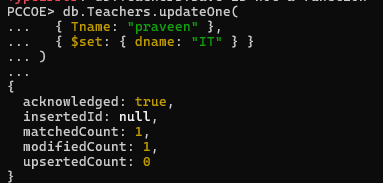 PCCOE> db.Teachers.updateOne(
...   { Tname: "praveen" },
...   { $set: { dname: "IT" } }
... )
...
{
  acknowledged: true,
  insertedId: null,
  matchedCount: 1,
  modifiedCount: 1,
  upsertedCount: 0
}